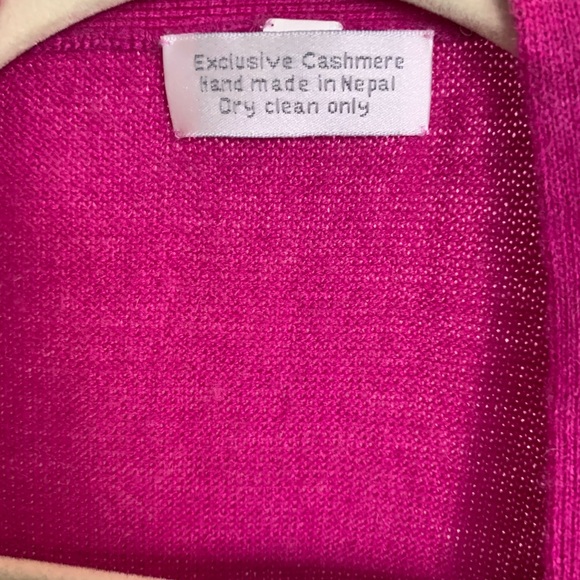 Exclusive Cashmere
Hand made in Nepal
Dry clean only